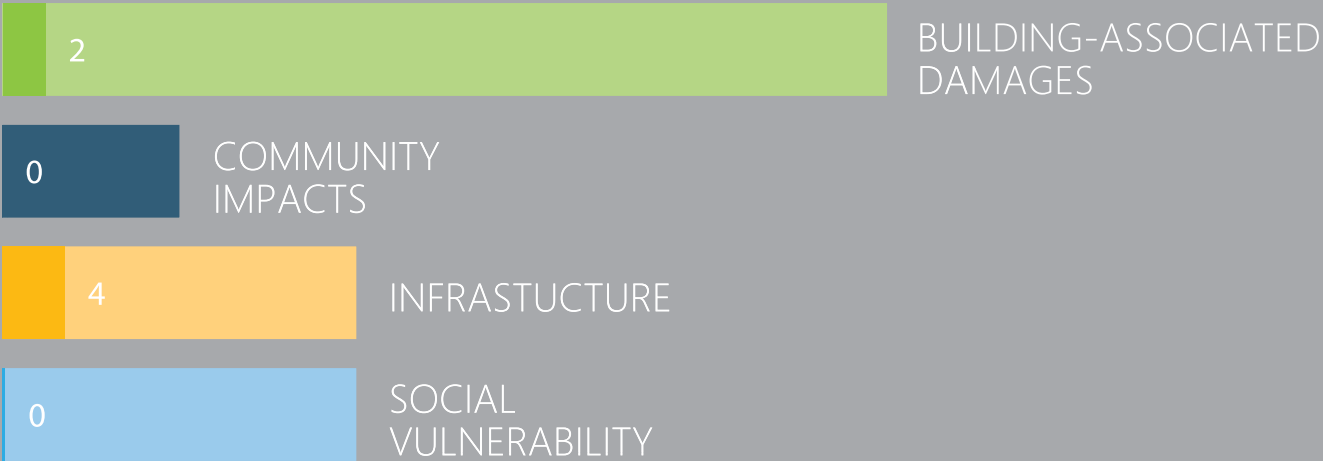 2
BUILDING-ASSOCIATED
DAMAGES
0
COMMUNITY
IMPACTS
4
INFRASTUCTURE
0
SOCIAL
VULNERABILITY